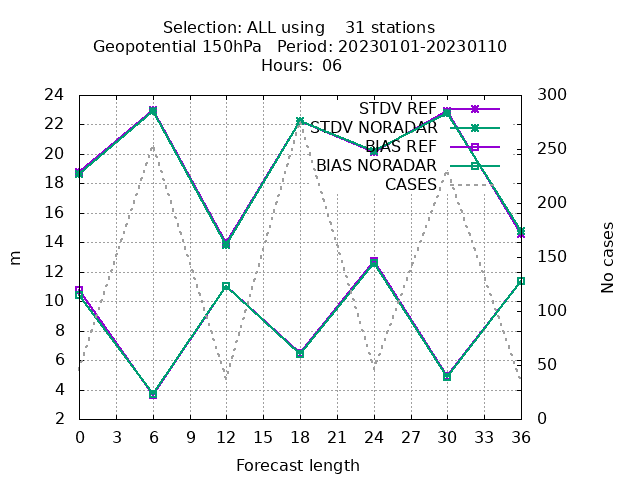 Selection: ALL using    31 stations
Geopotential 150hPa   Period: 20230101-20230110
Hours: 06
24
22
20
18
16
14
12
10
8
6
4
2
300
250
200
150
100
50
0
STDV REF
STDV NORADAR
BIAS REF
BIAS NORADAR
CASES
m
No cases
0 3 6 9 12 15 18 21 24 27 30 33 36
Forecast length